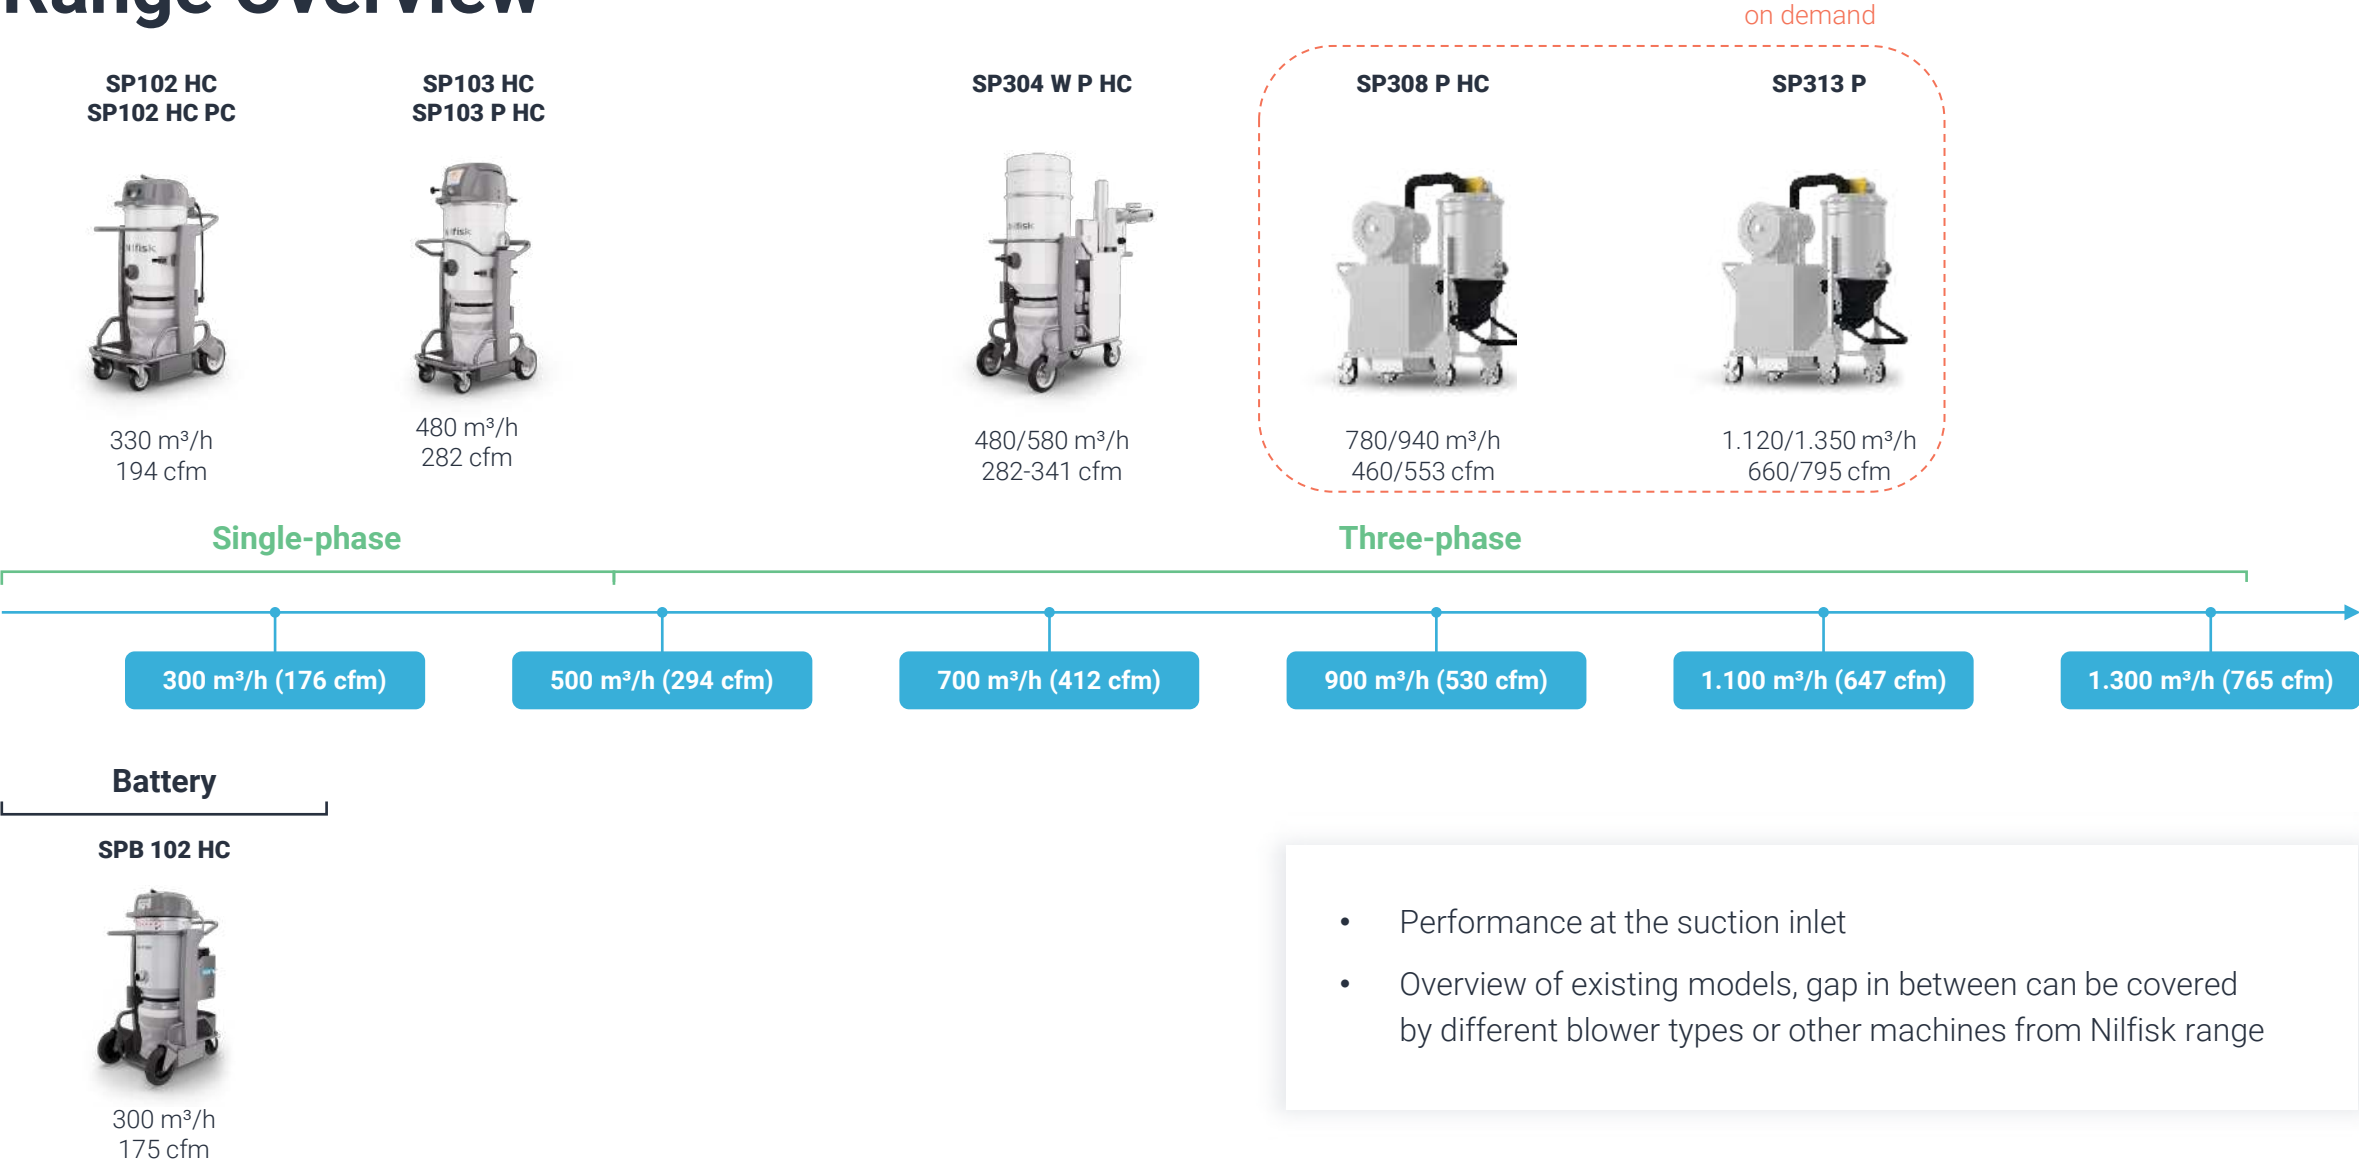 Range Overview
on demand
SP102 HC
SP102 HC PC
SP103 HC
SP103 P HC
SP304 W P HC
SP308 P HC
SP313 P
Nilfisk
330 m³/h
194 cfm
480 m³/h
282 cfm
480/580 m³/h
282-341 cfm
780/940 m³/h
460/553 cfm
1.120/1.350 m³/h
660/795 cfm
Single-phase
Three-phase
300 m³/h (176 cfm)
500 m³/h (294 cfm)
700 m³/h (412 cfm)
900 m³/h (530 cfm)
1.100 m³/h (647 cfm)
1.300 m³/h (765 cfm)
Battery
SPB 102 HC
300 m³/h
175 cfm
• Performance at the suction inlet
• Overview of existing models, gap in between can be covered
by different blower types or other machines from Nilfisk range